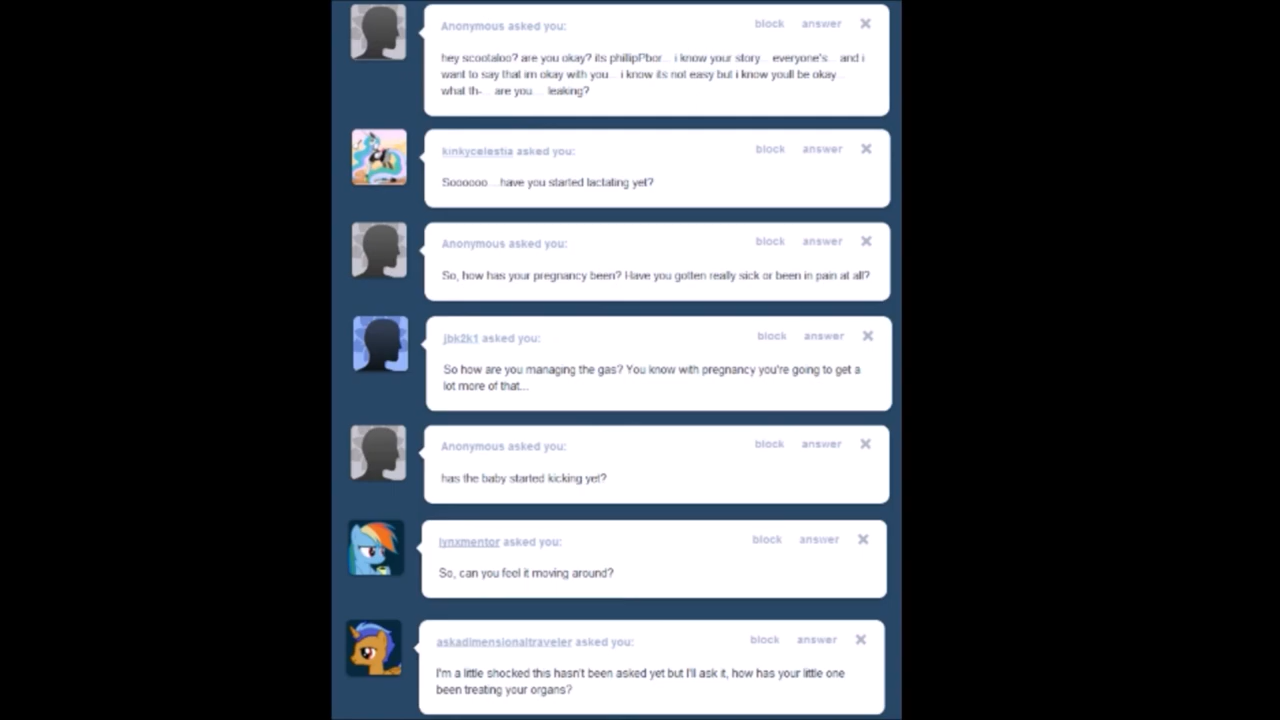 Anonymous asked you:
block answer
hey scootaloo? are you okay? its phillipPbor... i know your story... everyone's... and i
want to say that im okay with you... i know its not easy but i know youll be okay...
what th-... are you.... leaking?
kinkycelestia asked you:
block answer
Soooooo....have you started lactating yet?
Anonymous asked you:
block answer
So, how has your pregnancy been? Have you gotten really sick or been in pain at all?
jbk2k1 asked you:
block answer
So how are you managing the gas? You know with pregnancy you're going to get a
lot more of that...
Anonymous asked you:
block answer
has the baby started kicking yet?
lynxmentor asked you:
block answer
So, can you feel it moving around?
askadimensionaltraveler asked you:
block answer
I'm a little shocked this hasn't been asked yet but I'll ask it, how has your little one
been treating your organs?